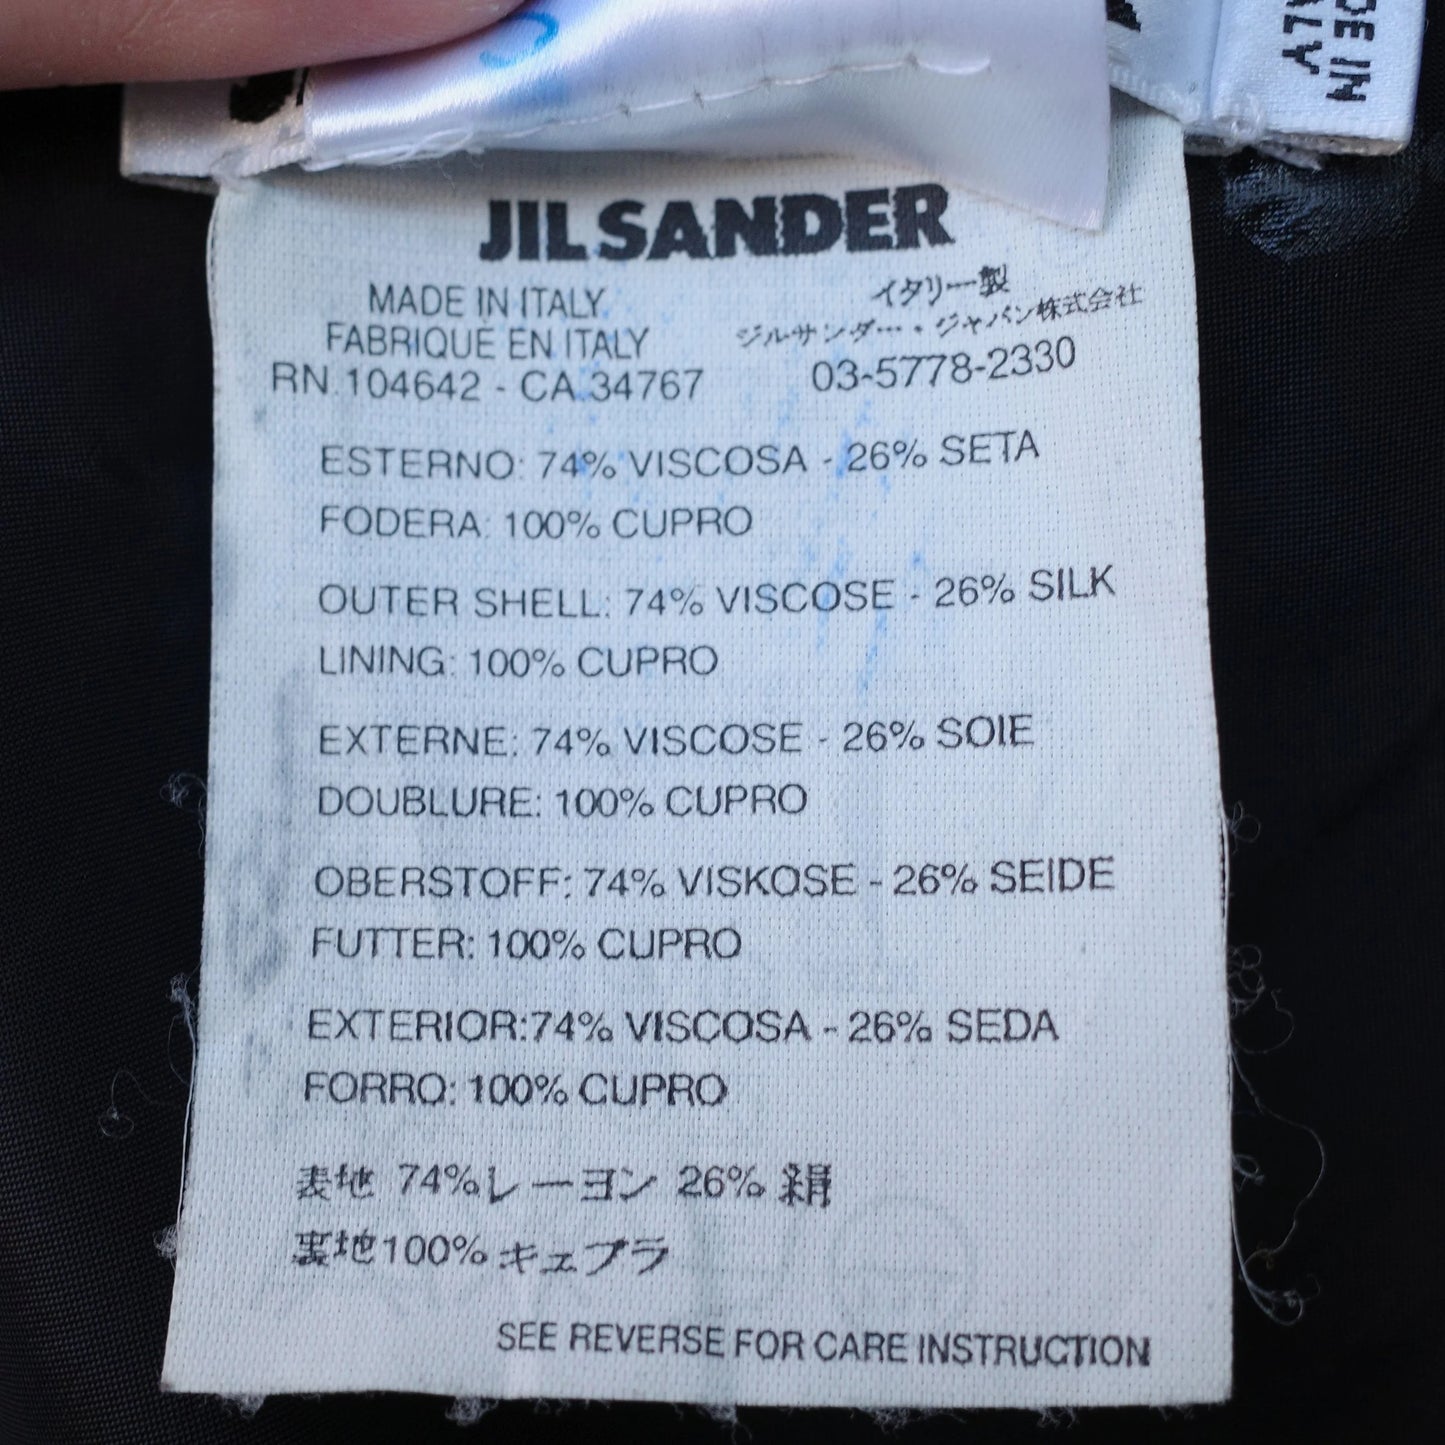 MADE IN
ITALY
JIL SANDER
MADE IN ITALY
FABRIQUE EN ITALY
RN.104642 - CA 34767
イタリー製
ジルサンダー・ジャパン株式会社
03-5778-2330
ESTERNO: 74% VISCOSA - 26% SETA
FODERA: 100% CUPRO
OUTER SHELL: 74% VISCOSE - 26% SILK
LINING: 100% CUPRO
EXTERNE: 74% VISCOSE - 26% SOIE
DOUBLURE: 100% CUPRO
OBERSTOFF: 74% VISKOSE - 26% SEIDE
FUTTER: 100% CUPRO
EXTERIOR:74% VISCOSA - 26% SEDA
FORRO: 100% CUPRO
表地 74%レーヨン 26% 絹
裏地100% キュプラ
SEE REVERSE FOR CARE INSTRUCTION